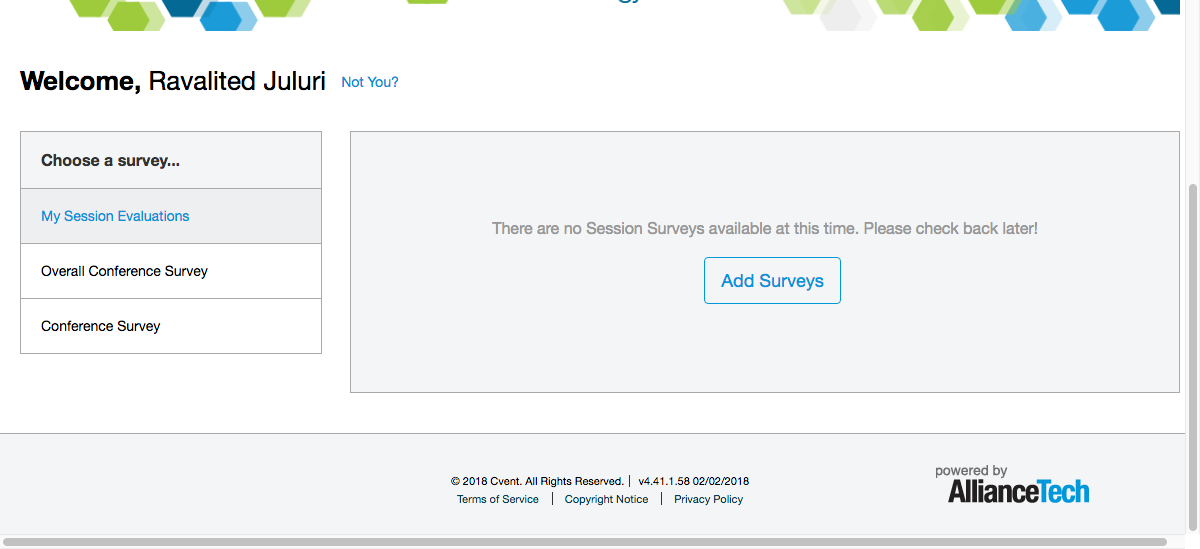 Welcome, Ravalited Juluri Not You?
Choose a survey...
My Session Evaluations
Overall Conference Survey
Conference Survey
There are no Session Surveys available at this time. Please check back later!
Add Surveys
© 2018 Cvent. All Rights Reserved. | v4.41.1.58 02/02/2018
Terms of Service | Copyright Notice | Privacy Policy
powered by
AllianceTech